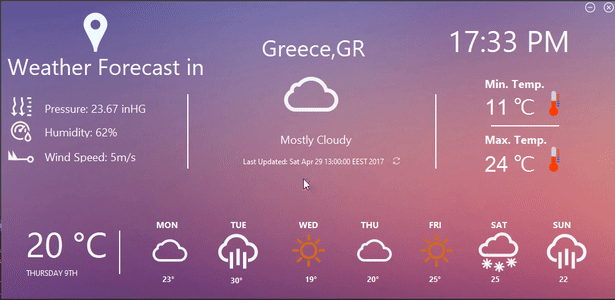 Weather Forecast in
Greece,GR
17:33 PM
Pressure: 23.67 inHG
Humidity: 62%
Wind Speed: 5m/s
Mostly Cloudy
Last Updated: Sat Apr 29 13:00:00 EEST 2017
Min. Temp.
11 °C
Max. Temp.
24 °C
20 °C
THURSDAY 9TH
MON TUE WED THU FRI SAT SUN
23° 30° 19° 20° 25° 25 22